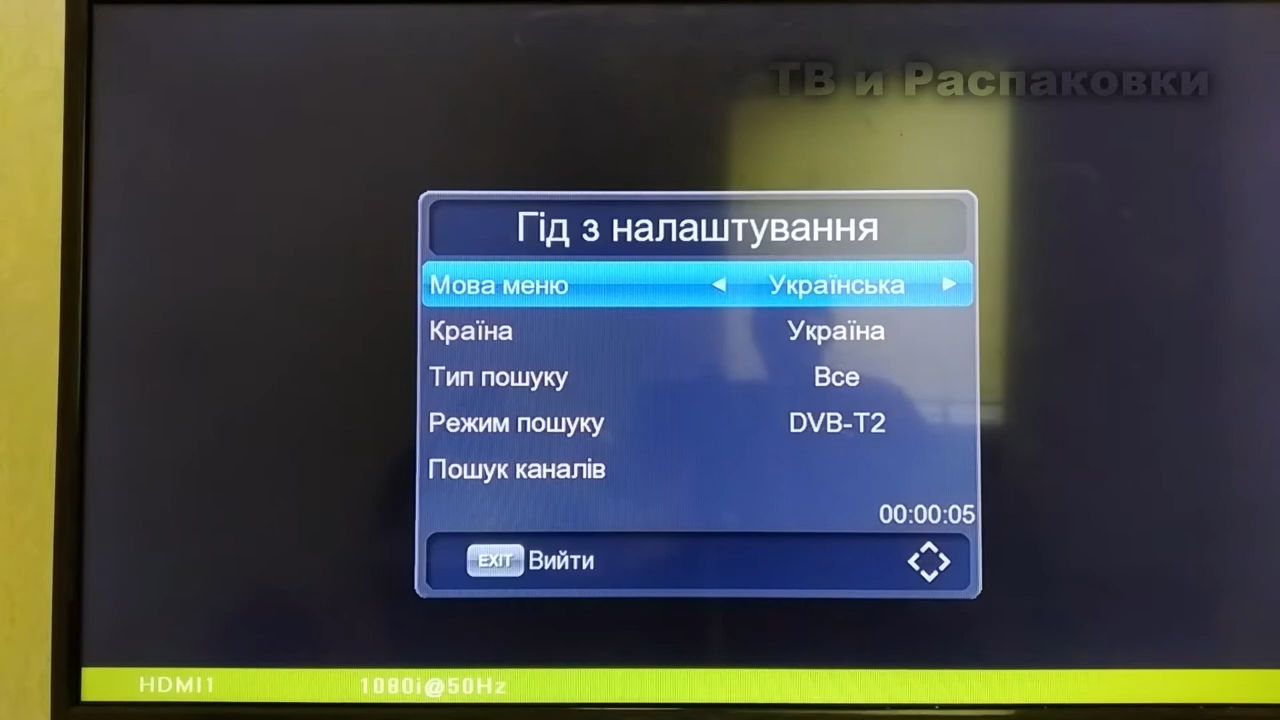 ТВ и Распаковки
Гід з налаштування
Мова меню Українська
Країна Україна
Тип пошуку Все
Режим пошуку DVB-T2
Пошук каналів
00:00:05
EXIT Вийти
HDMI1 1080i@50Hz